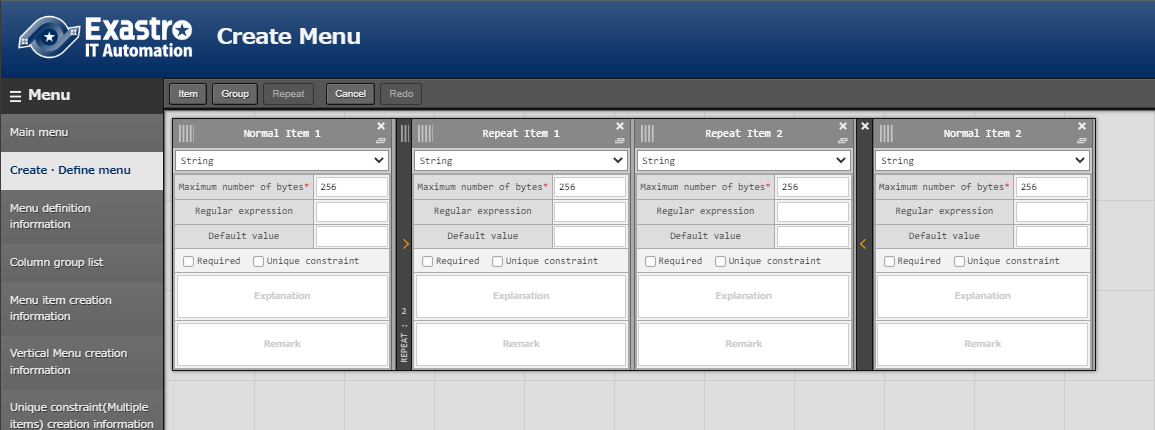 Exastro
IT Automation
Create Menu
Menu
Item Group Repeat Cancel Redo
Main menu
Create · Define menu
Menu definition
information
Column group list
Menu item creation
information
Vertical Menu creation
information
Unique constraint(Multiple
items) creation information
Normal Item 1
String
Maximum number of bytes* 256
Regular expression
Default value
Required Unique constraint
Explanation
Remark
REPEAT : 2
Repeat Item 1
String
Maximum number of bytes* 256
Regular expression
Default value
Required Unique constraint
Explanation
Remark
Repeat Item 2
String
Maximum number of bytes* 256
Regular expression
Default value
Required Unique constraint
Explanation
Remark
Normal Item 2
String
Maximum number of bytes* 256
Regular expression
Default value
Required Unique constraint
Explanation
Remark